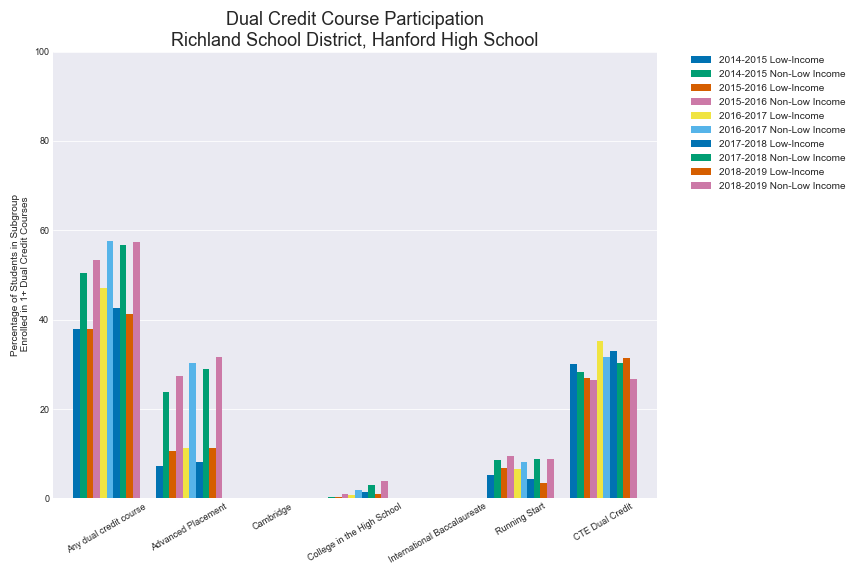 Dual Credit Course Participation
Richland School District, Hanford High School
Percentage of Students in Subgroup
Enrolled in 1+ Dual Credit Courses
100
80
60
40
20
0
Any dual credit course
Advanced Placement
Cambridge
College in the High School
International Baccalaureate
Running Start
CTE Dual Credit
2014-2015 Low-Income
2014-2015 Non-Low Income
2015-2016 Low-Income
2015-2016 Non-Low Income
2016-2017 Low-Income
2016-2017 Non-Low Income
2017-2018 Low-Income
2017-2018 Non-Low Income
2018-2019 Low-Income
2018-2019 Non-Low Income